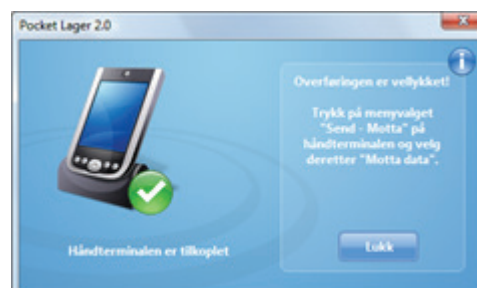 Pocket Lager 2.0
Overføringen er vellykket!
Trykk på menyvalget
"Send - Motta" på
håndterminalen og velg
deretter "Motta data".
Håndterminalen er tilkoplet
Lukk